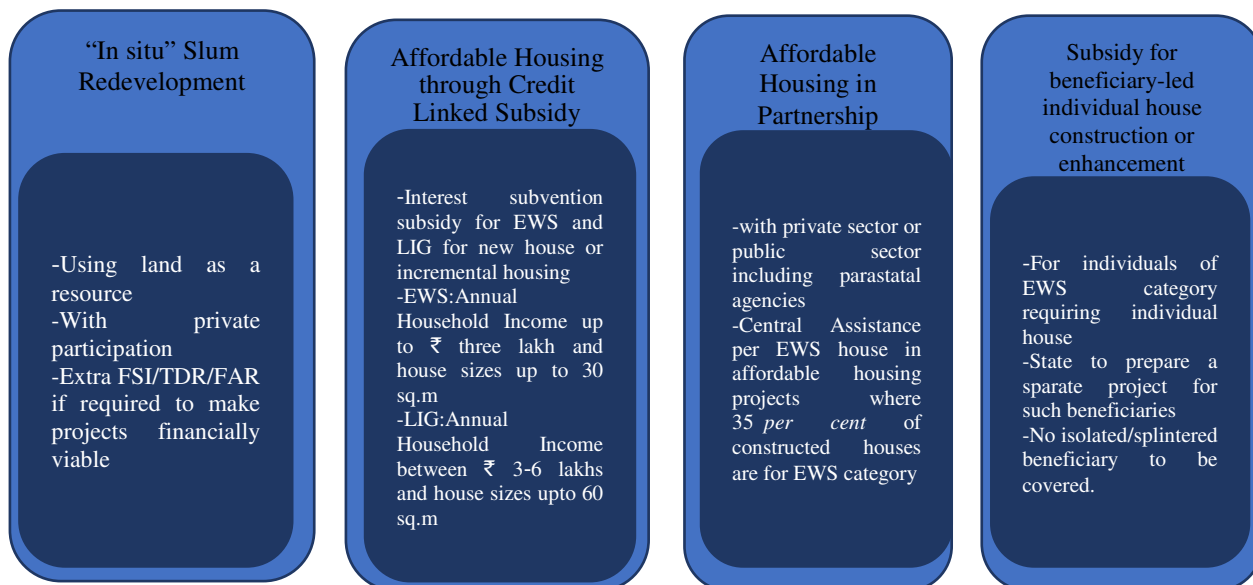 “In situ” Slum
Redevelopment
-Using land as a
resource
-With private
participation
-Extra FSI/TDR/FAR
if required to make
projects financially
viable
Affordable Housing
through Credit
Linked Subsidy
-Interest subvention
subsidy for EWS and
LIG for new house or
incremental housing
-EWS:Annual
Household Income up
to ₹ three lakh and
house sizes up to 30
sq.m
-LIG:Annual
Household Income
between ₹ 3-6 lakhs
and house sizes upto 60
sq.m
Affordable
Housing in
Partnership
-with private sector or
public sector
including parastatal
agencies
-Central Assistance
per EWS house in
affordable housing
projects where
35 per cent of
constructed houses
are for EWS category
Subsidy for
beneficiary-led
individual house
construction or
enhancement
-For individuals of
EWS category
requiring individual
house
-State to prepare a
sparate project for
such beneficiaries
-No isolated/splintered
beneficiary to be
covered.